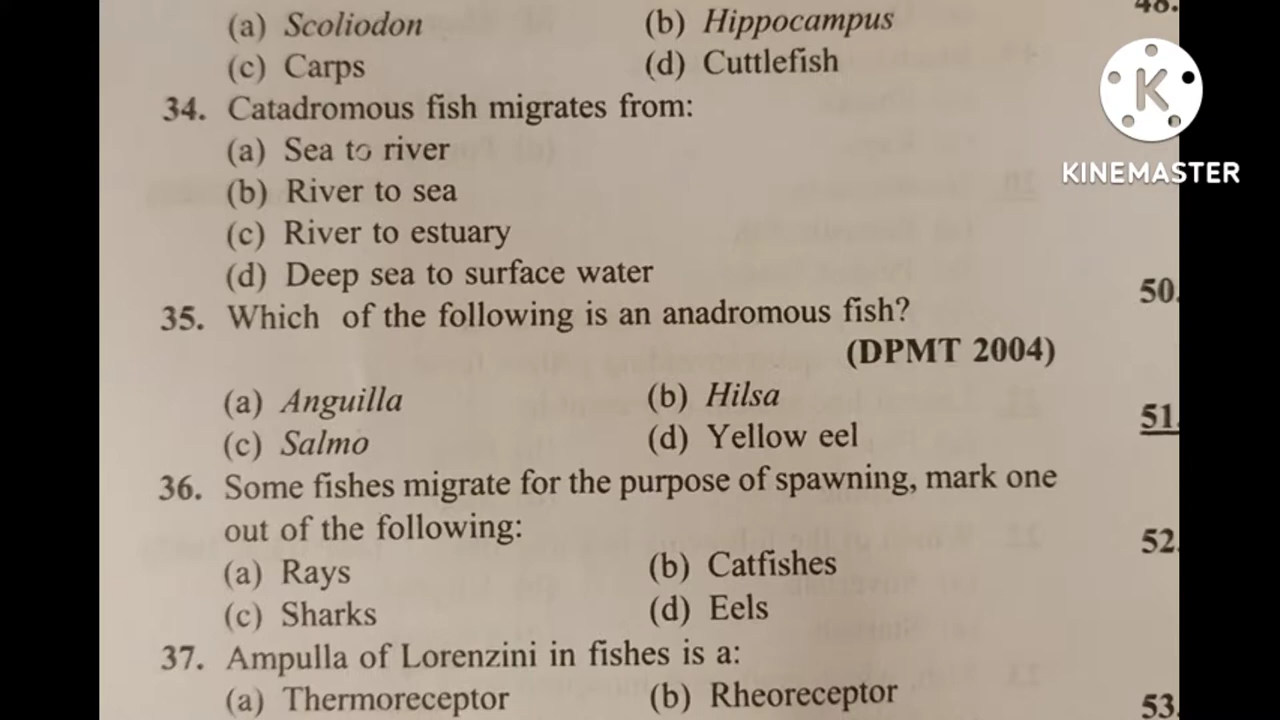 (a) Scoliodon (b) Hippocampus
(c) Carps (d) Cuttlefish
34. Catadromous fish migrates from:
(a) Sea to river
(b) River to sea
(c) River to estuary
(d) Deep sea to surface water
35. Which of the following is an anadromous fish?
(DPMT 2004)
(a) Anguilla (b) Hilsa
(c) Salmo (d) Yellow eel
36. Some fishes migrate for the purpose of spawning, mark one
out of the following:
(a) Rays (b) Catfishes
(c) Sharks (d) Eels
37. Ampulla of Lorenzini in fishes is a:
(a) Thermoreceptor (b) Rheoreceptor
K
KINEMASTER
50.
51.
52.
53.